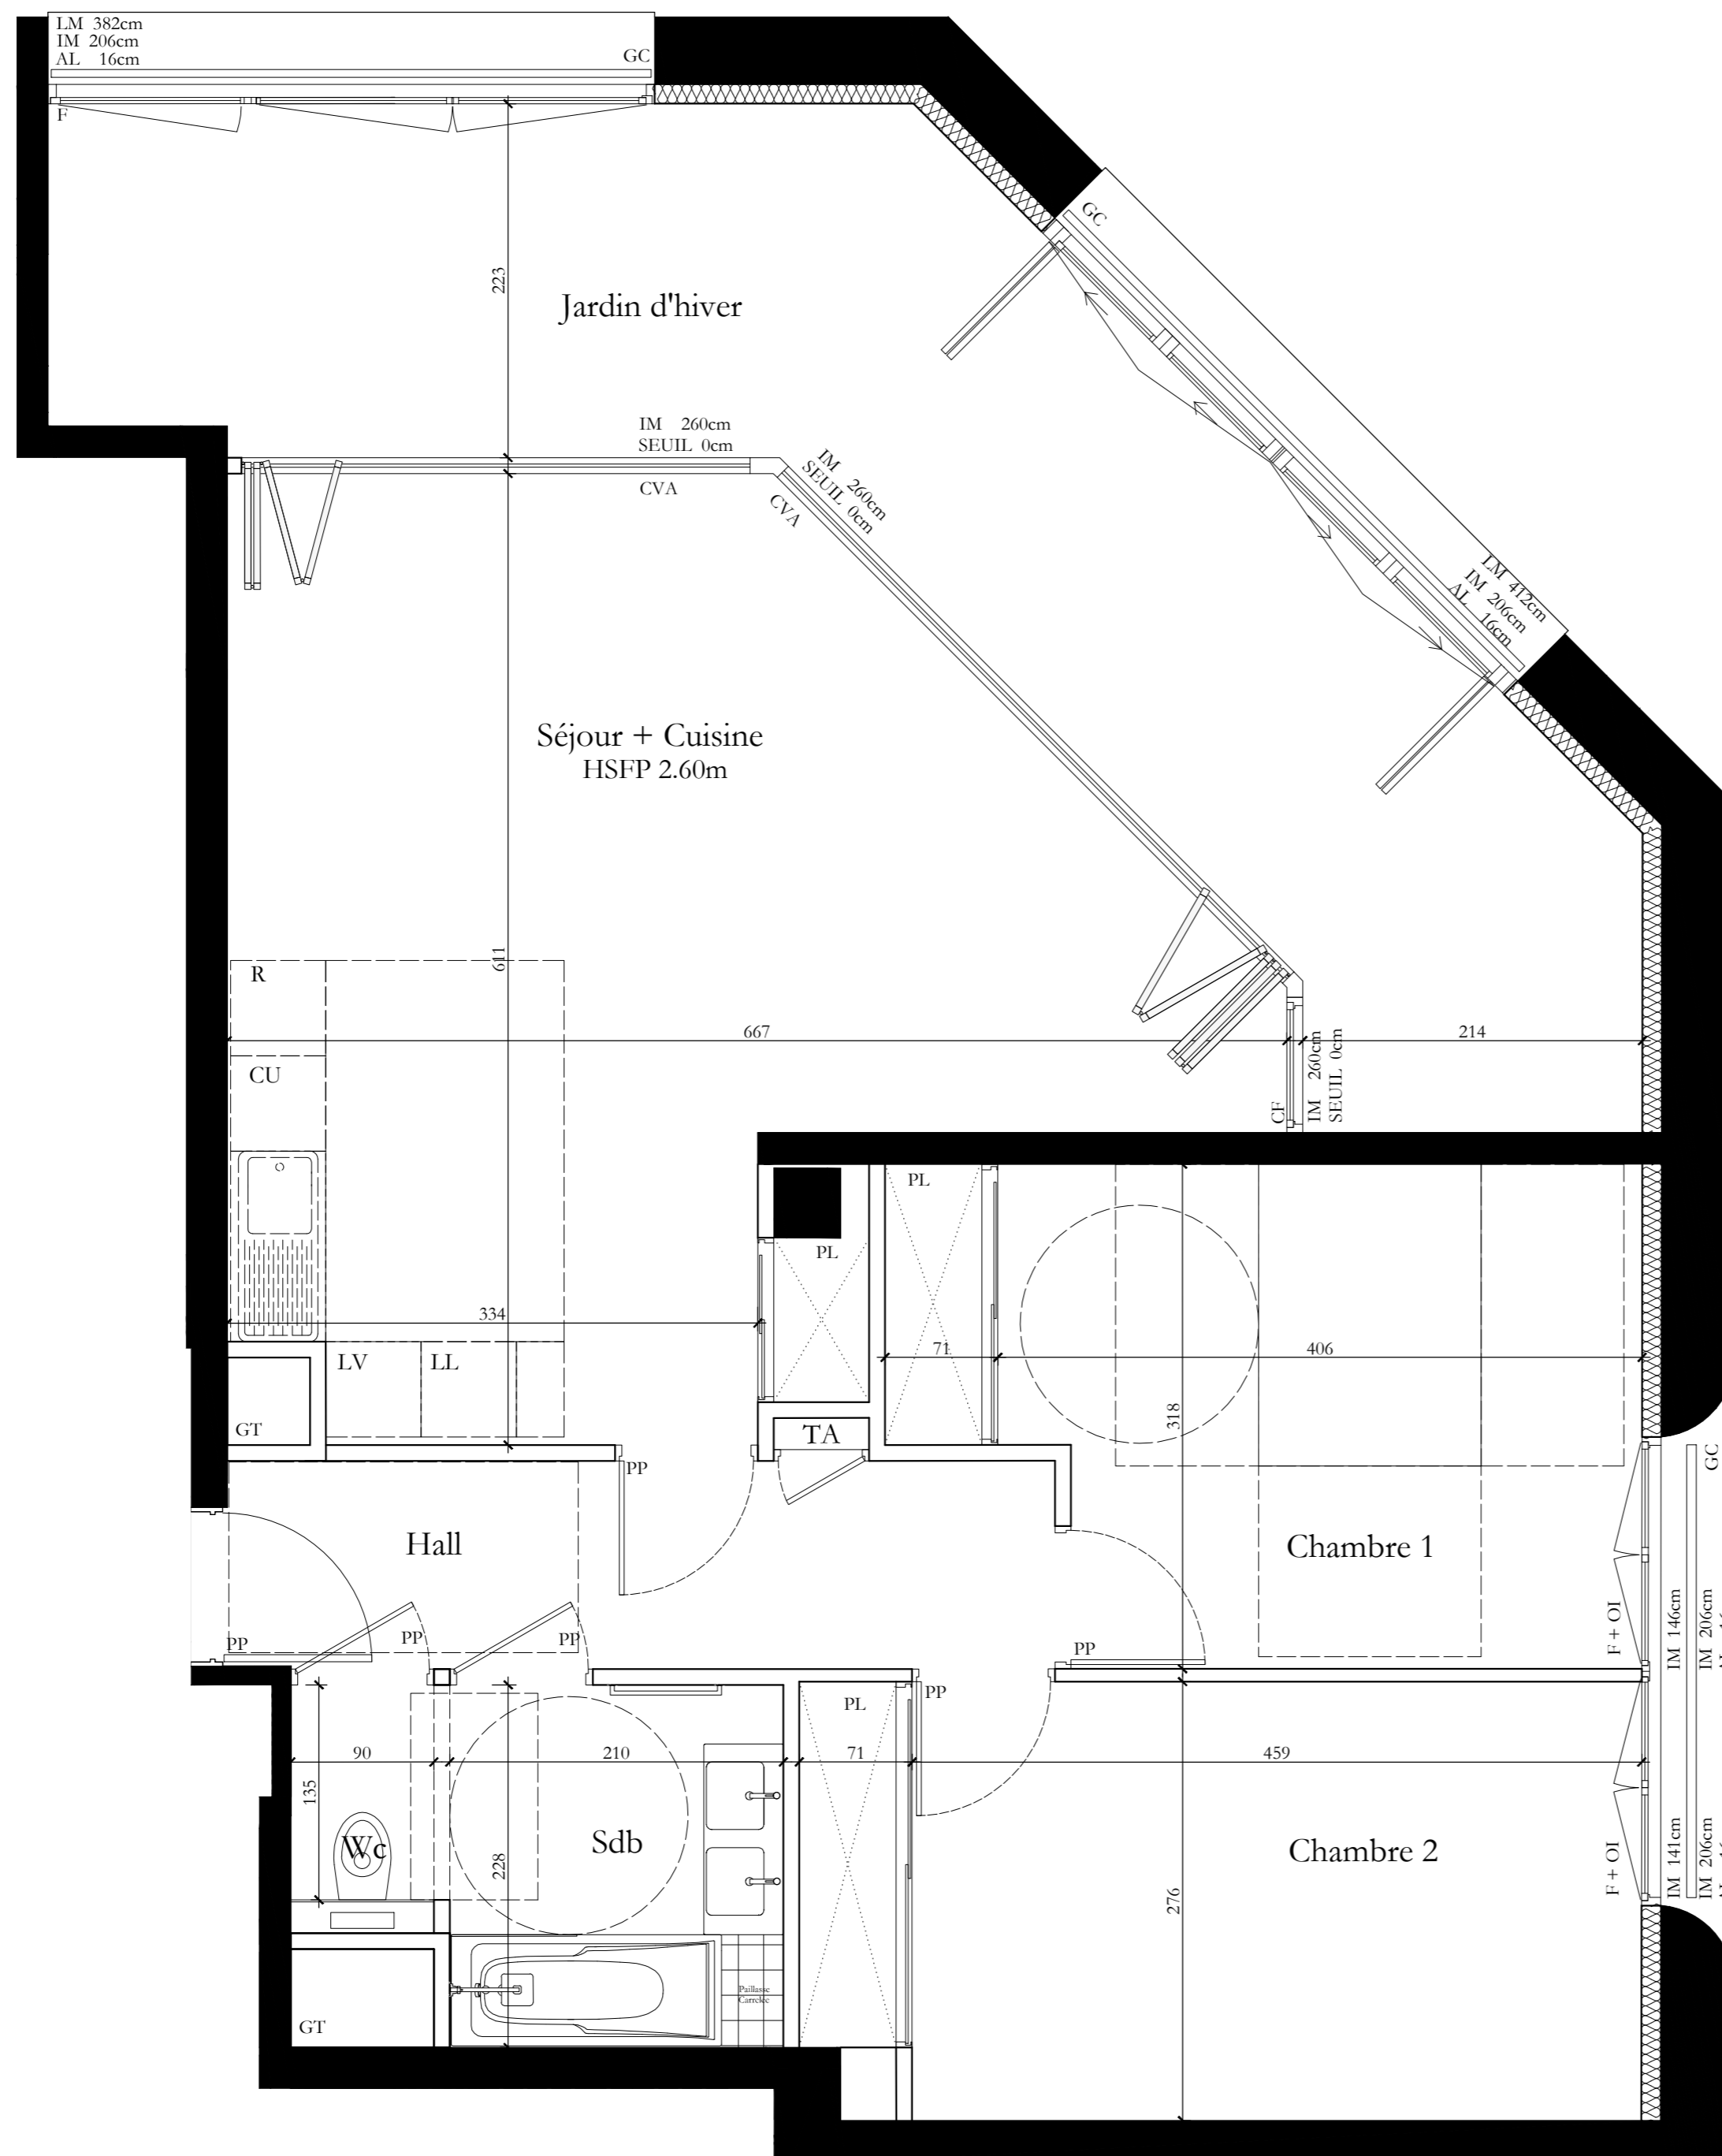 LM 382cm
IM 206cm
AL 16cm
GC
F
GC
223
Jardin d'hiver
IM 260cm
SEUIL 0cm
CVA
IM 260cm
SEUIL 0cm
CVA
LM 412cm
IM 206cm
AL 16cm
Séjour + Cuisine
HSFP 2.60m
611
R
667
214
CU
CF
IM 260cm
SEUIL 0cm
PL
PL
334
71
406
LV
LL
318
GT
TA
PP
GC
Hall
Chambre 1
PP
PP
PP
PP
F + OI
IM 146cm
IM 206cm
PP
PL
90
210
71
459
135
Wc
Sdb
228
Chambre 2
F + OI
IM 141cm
IM 206cm
276
Paillasse
Carrelée
GT